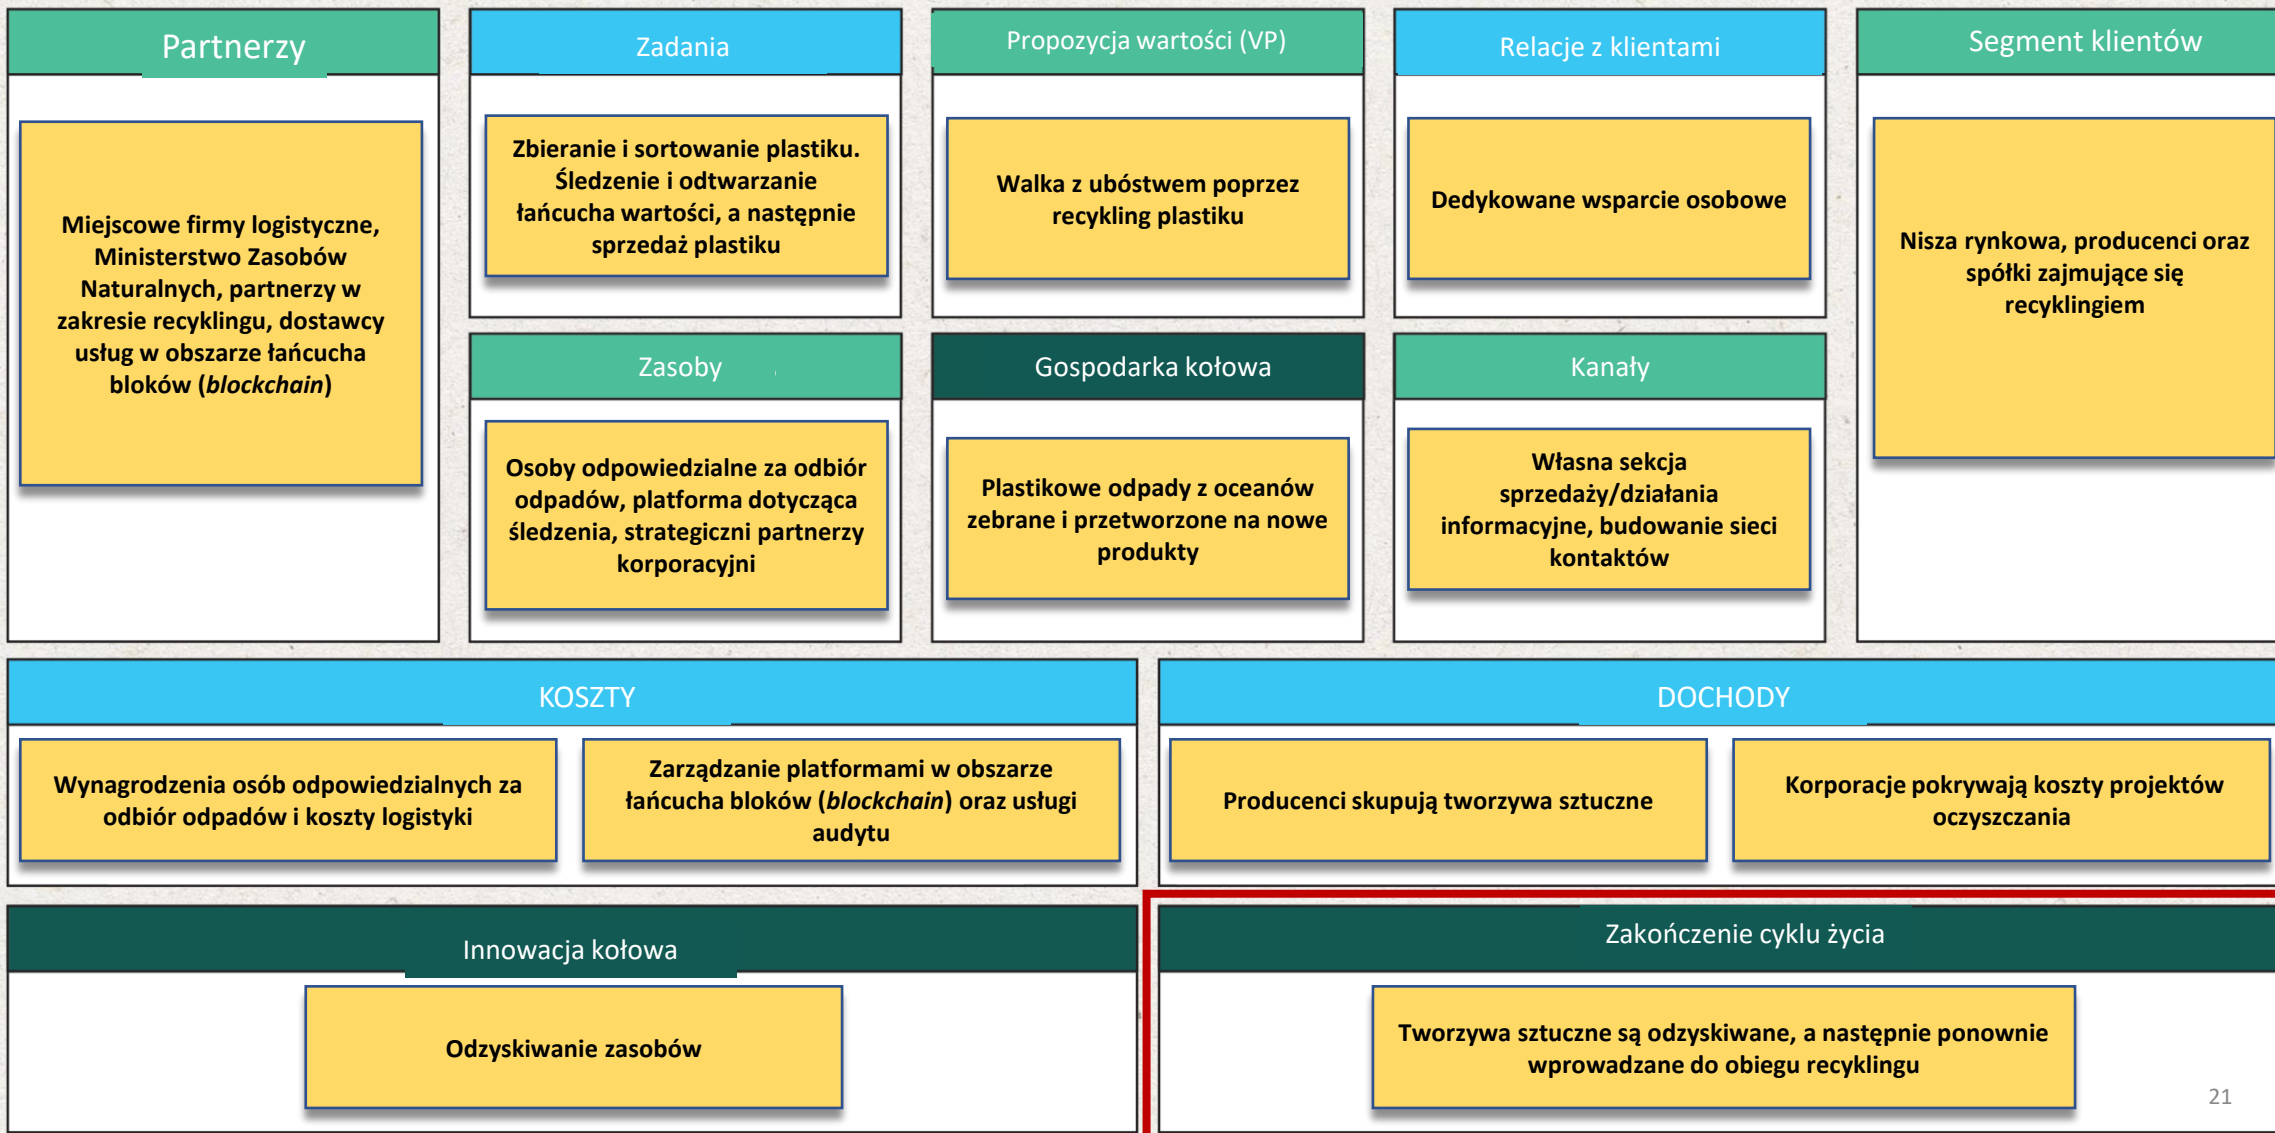 Partnerzy
Miejscowe firmy logistyczne,
Ministerstwo Zasobów
Naturalnych, partnerzy w
zakresie recyklingu, dostawcy
usług w obszarze łańcucha
bloków (blockchain)
Zadania
Zbieranie i sortowanie plastiku.
Śledzenie i odtwarzanie
łańcucha wartości, a następnie
sprzedaż plastiku
Zasoby
Osoby odpowiedzialne za odbiór
odpadów, platforma dotycząca
śledzenia, strategiczni partnerzy
korporacyjni
Propozycja wartości (VP)
Walka z ubóstwem poprzez
recykling plastiku
Gospodarka kołowa
Plastikowe odpady z oceanów
zebrane i przetworzone na nowe
produkty
Relacje z klientami
Dedykowane wsparcie osobowe
Kanały
Własna sekcja
sprzedaży/działania
informacyjne, budowanie sieci
kontaktów
Segment klientów
Nisza rynkowa, producenci oraz
spółki zajmujące się
recyklingiem
KOSZTY
Wynagrodzenia osób odpowiedzialnych za
odbiór odpadów i koszty logistyki
Zarządzanie platformami w obszarze
łańcucha bloków (blockchain) oraz usługi
audytu
DOCHODY
Producenci skupują tworzywa sztuczne
Korporacje pokrywają koszty projektów
oczyszczania
Innowacja kołowa
Odzyskiwanie zasobów
Zakończenie cyklu życia
Tworzywa sztuczne są odzyskiwane, a następnie ponownie
wprowadzane do obiegu recyklingu
21